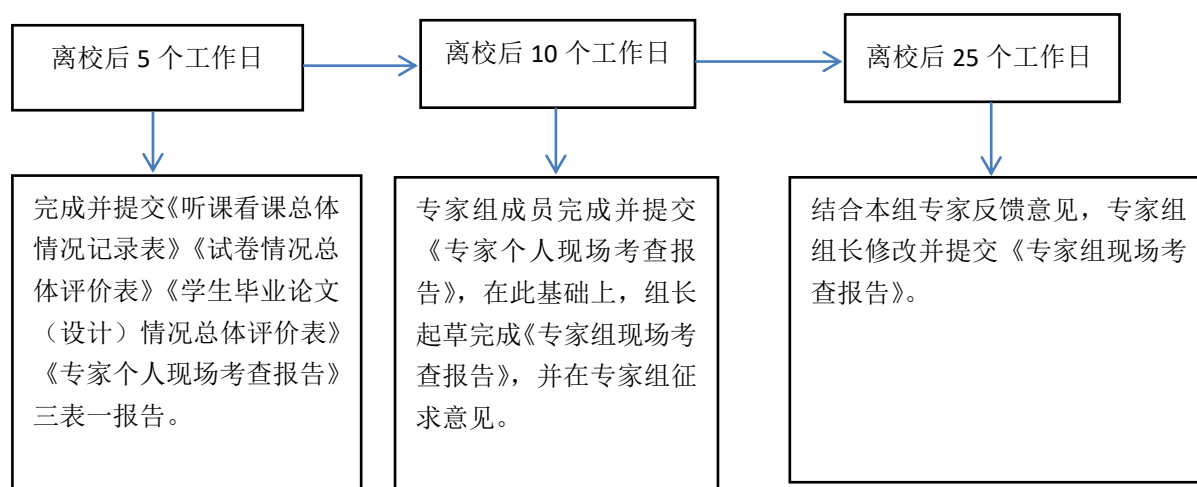 离校后 5 个工作日
离校后 10 个工作日
离校后 25 个工作日
完成并提交《听课看课总体
情况记录表》《试卷情况总
体评价表》《学生毕业论文
（设计）情况总体评价表》
《专家个人现场考查报告》
三表一报告。
专家组成员完成并提交
《专家个人现场考查报
告》，在此基础上，组长
起草完成《专家组现场考
查报告》，并在专家组征
求意见。
结合本组专家反馈意见，专家组
组长修改并提交《专家组现场考
查报告》。